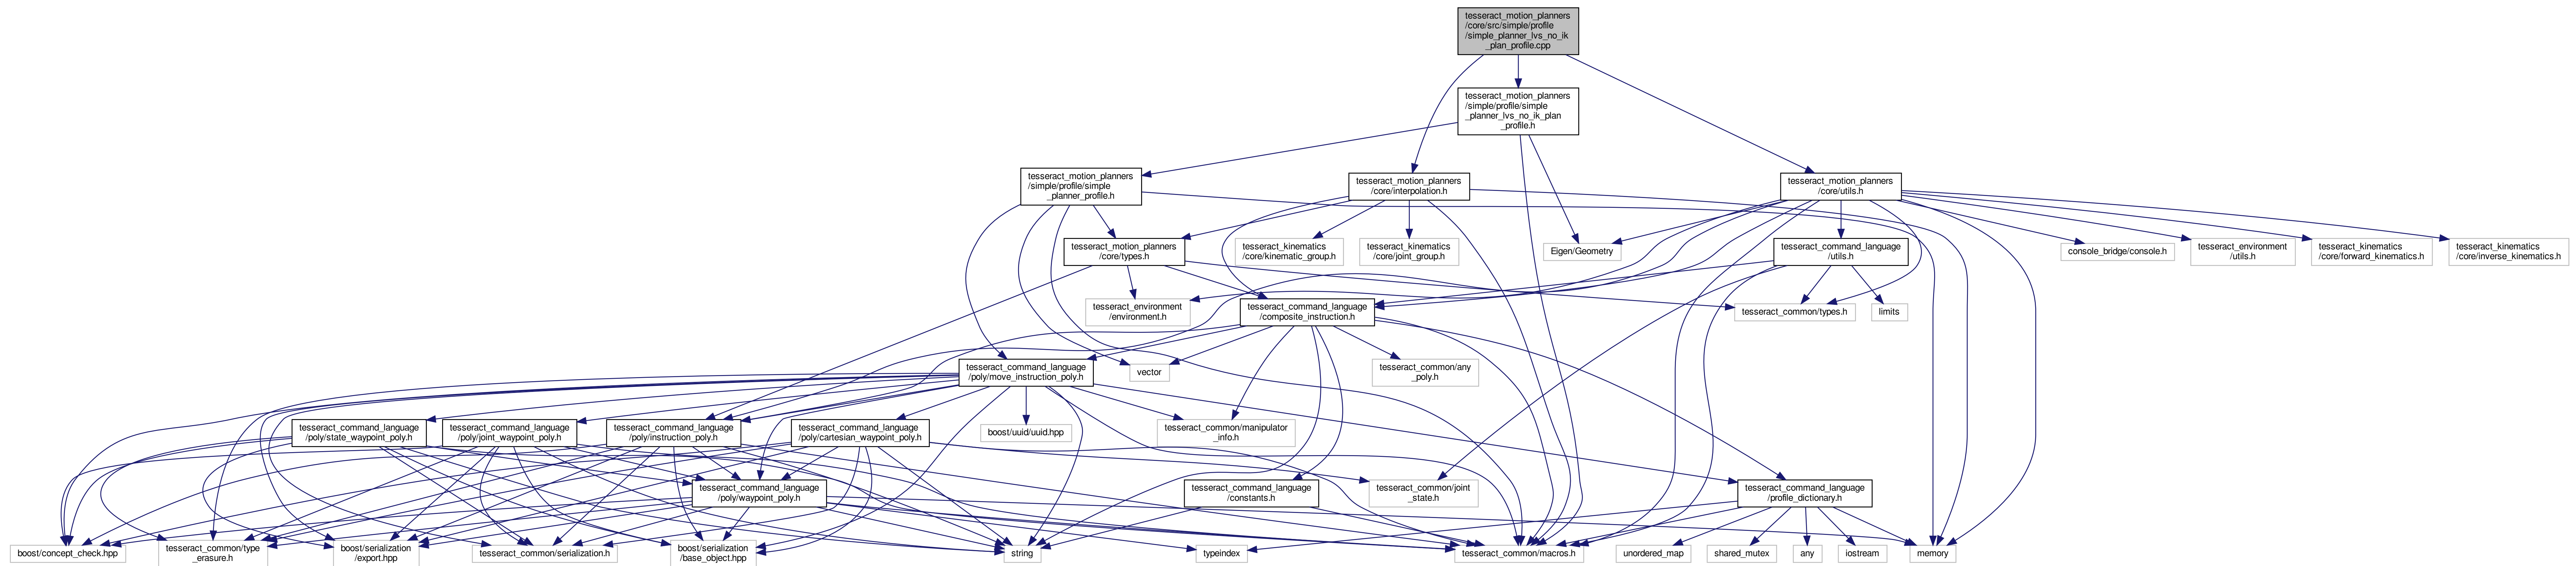 tesseract_motion_planners
/core/src/simple/profile
/simple_planner_lvs_no_ik
_plan_profile.cpp
tesseract_motion_planners
/simple/profile/simple
_planner_lvs_no_ik_plan
_profile.h
tesseract_motion_planners
/simple/profile/simple
_planner_profile.h
tesseract_motion_planners
/core/interpolation.h
tesseract_motion_planners
/core/utils.h
tesseract_motion_planners
/core/types.h
tesseract_kinematics
/core/kinematic_group.h
tesseract_kinematics
/core/joint_group.h
Eigen/Geometry
tesseract_command_language
/utils.h
console_bridge/console.h
tesseract_environment
/utils.h
tesseract_kinematics
/core/forward_kinematics.h
tesseract_kinematics
/core/inverse_kinematics.h
tesseract_environment
/environment.h
tesseract_command_language
/composite_instruction.h
tesseract_common/types.h
limits
tesseract_command_language
/poly/move_instruction_poly.h
vector
tesseract_common/any
_poly.h
tesseract_command_language
/poly/state_waypoint_poly.h
tesseract_command_language
/poly/joint_waypoint_poly.h
tesseract_command_language
/poly/instruction_poly.h
tesseract_command_language
/poly/cartesian_waypoint_poly.h
boost/uuid/uuid.hpp
tesseract_common/manipulator
_info.h
tesseract_command_language
/poly/waypoint_poly.h
tesseract_command_language
/constants.h
tesseract_common/joint
_state.h
tesseract_command_language
/profile_dictionary.h
boost/concept_check.hpp
tesseract_common/type
_erasure.h
boost/serialization
/export.hpp
tesseract_common/serialization.h
boost/serialization
/base_object.hpp
string
typeindex
tesseract_common/macros.h
unordered_map
shared_mutex
any
iostream
memory